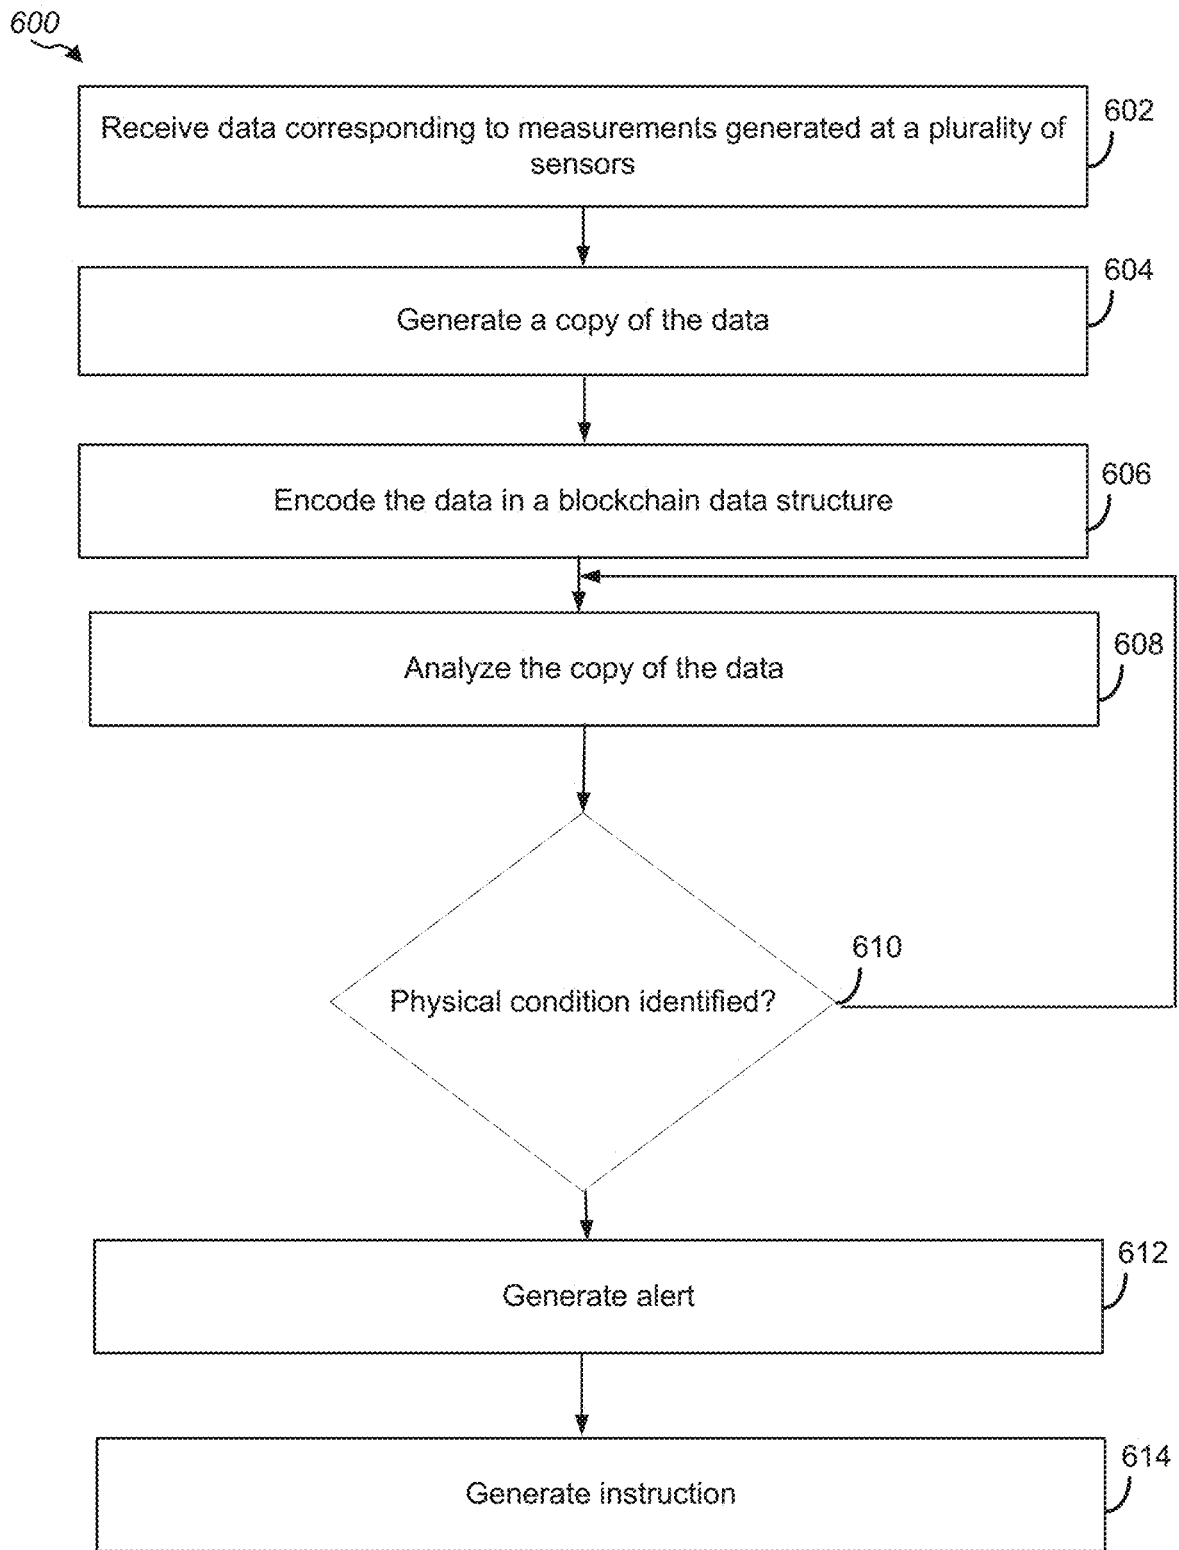 600
Receive data corresponding to measurements generated at a plurality of
sensors
602
Generate a copy of the data
604
Encode the data in a blockchain data structure
606
Analyze the copy of the data
608
Physical condition identified?
610
Generate alert
612
Generate instruction
614